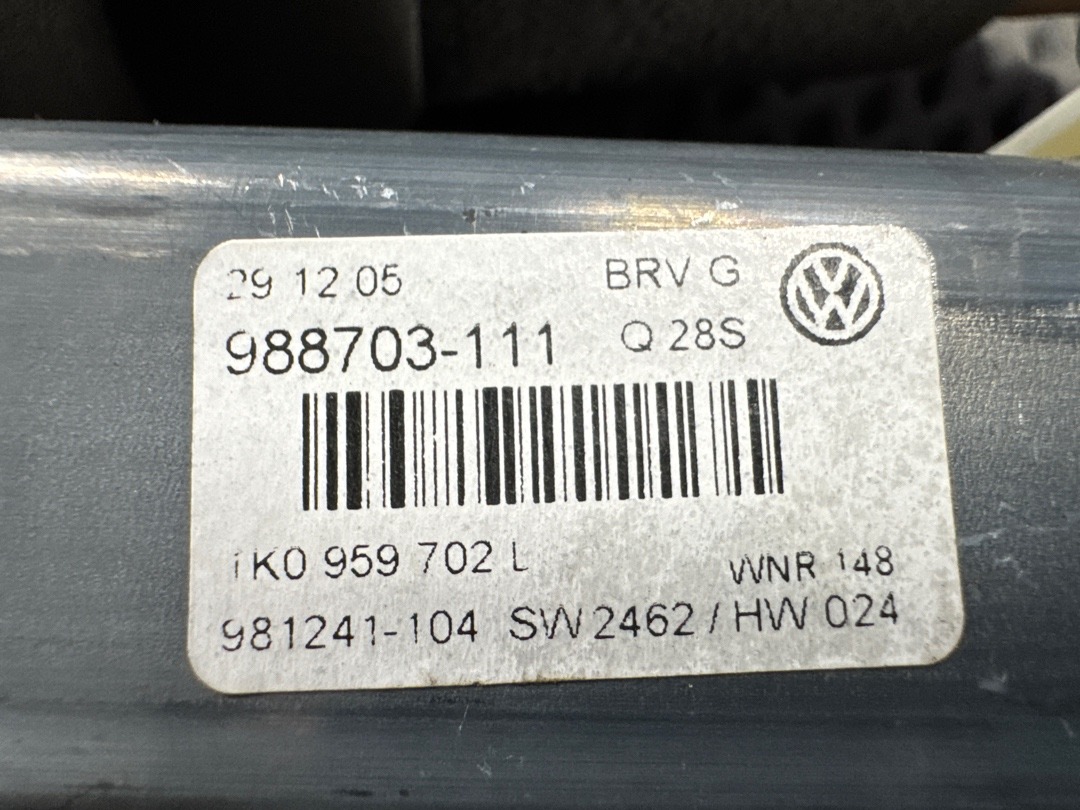 29 12 05 BRV G
988703-111 Q 28S
1K0 959 702 L WNR 148
981241-104 SW 2462 / HW 024